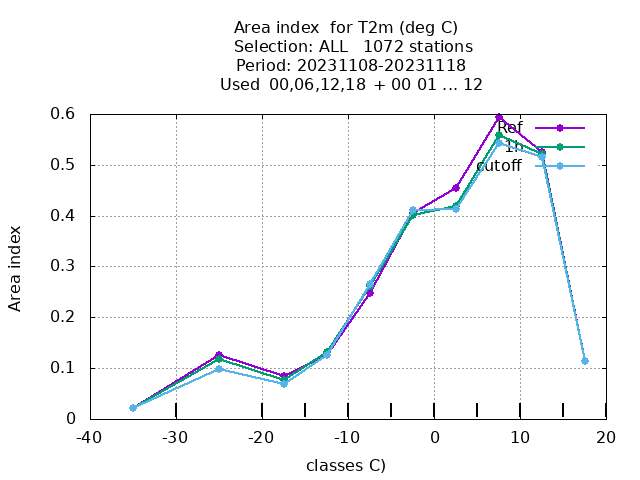 Area index  for T2m (deg C)
Selection: ALL   1072 stations
Period: 20231108-20231118
Used 00,06,12,18 + 00 01 ... 12
0.6
0.5
0.4
0.3
0.2
0.1
0
Area index
Ref
cutoff
-40 -30 -20 -10 0 10 20
classes C)